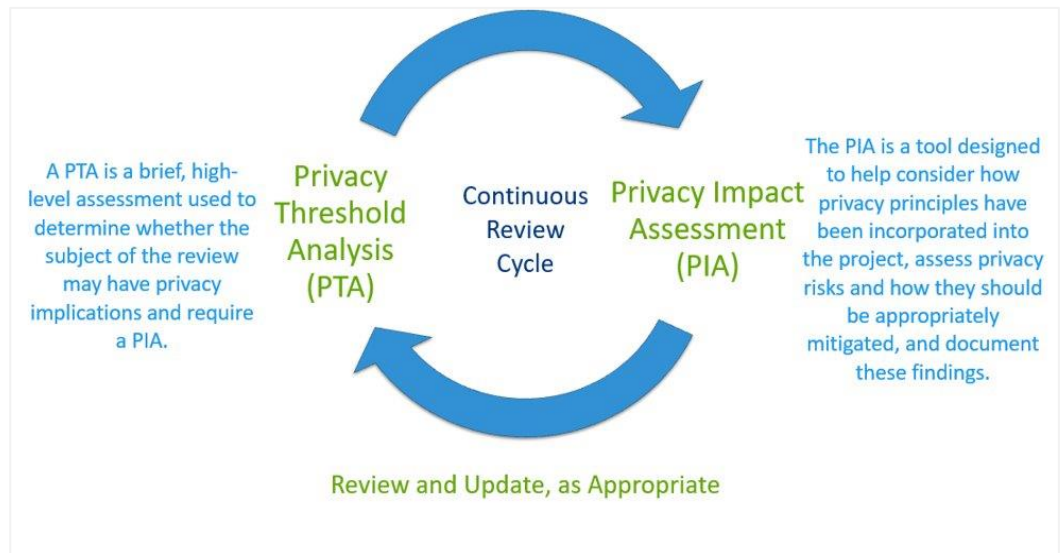 A PTA is a brief, high-
level assessment used to
determine whether the
subject of the review
may have privacy
implications and require
a PIA.
Privacy
Threshold
Analysis
(PTA)
Continuous
Review
Cycle
Privacy Impact
Assessment
(PIA)
The PIA is a tool designed
to help consider how
privacy principles have
been incorporated into
the project, assess privacy
risks and how they should
be appropriately
mitigated, and document
these findings.
Review and Update, as Appropriate